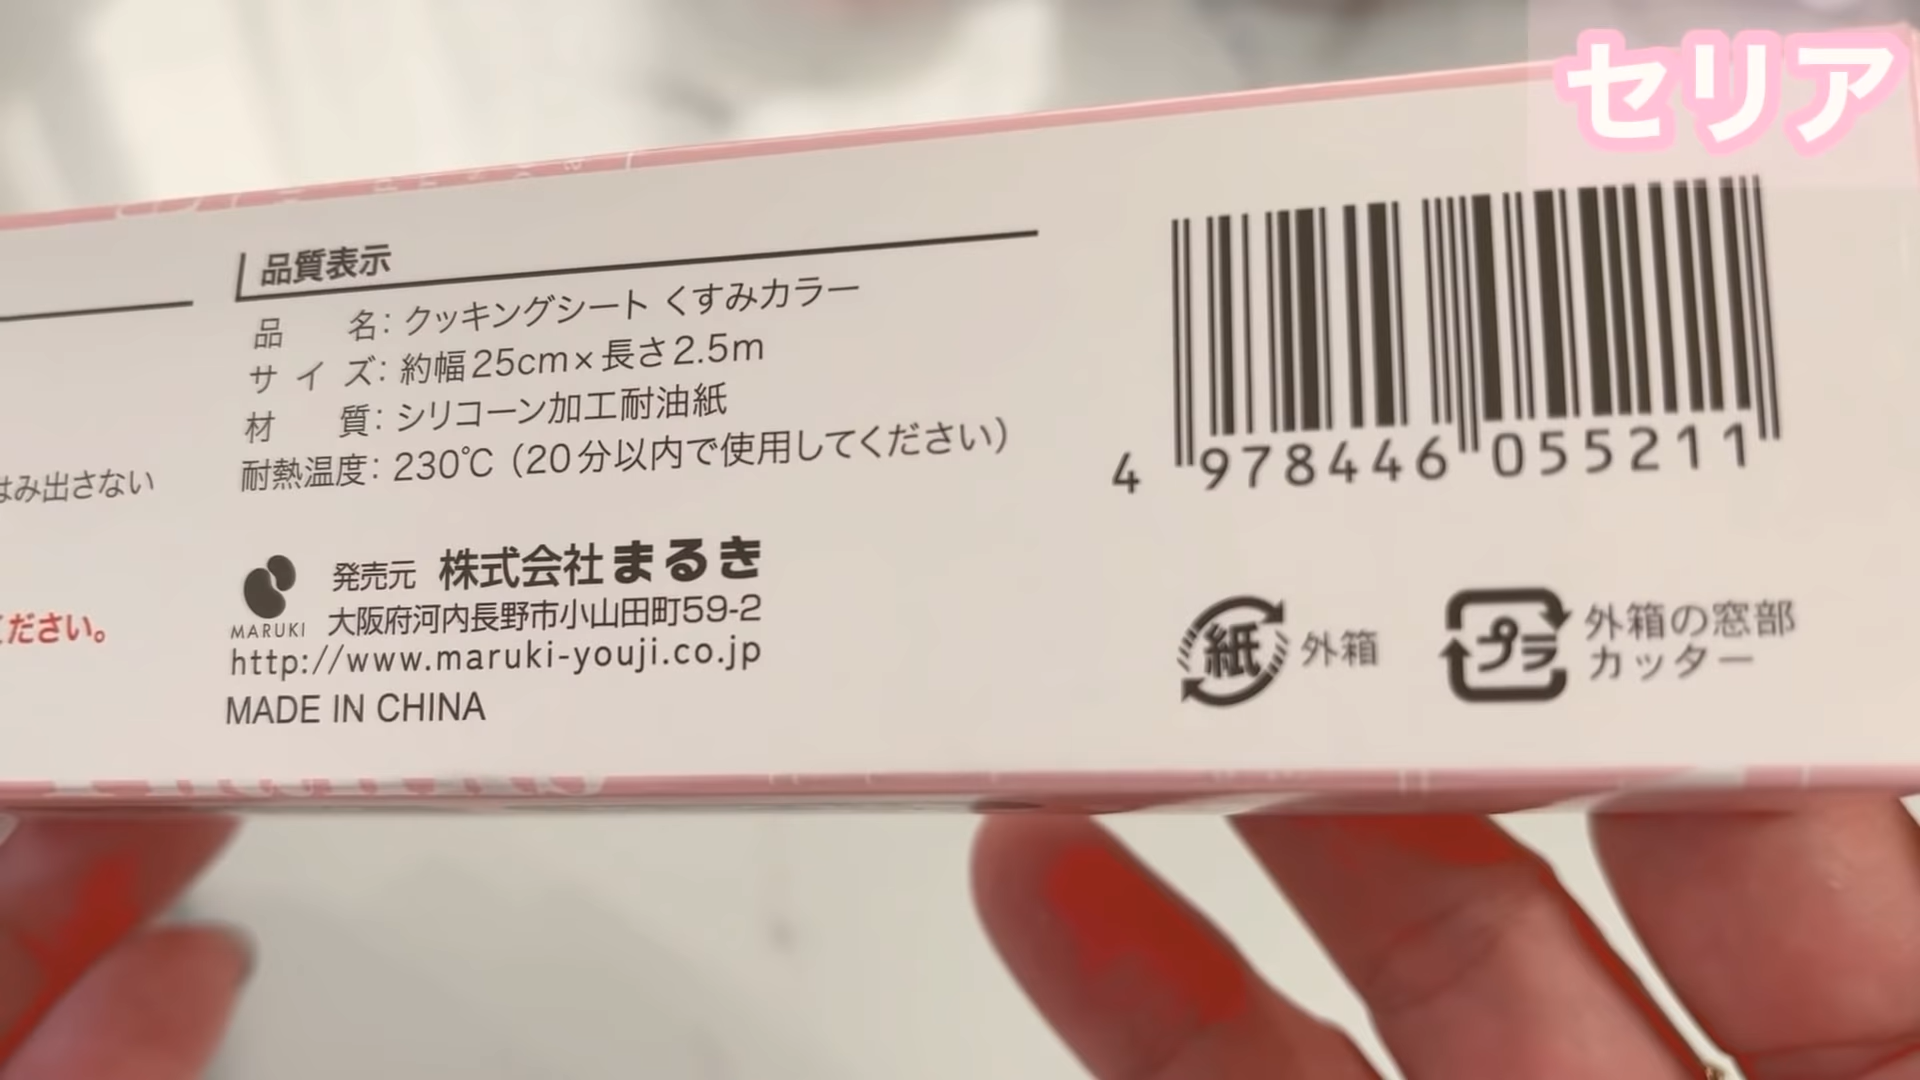 セリア
品質表示
品名：クッキングシート くすみカラー
サイズ：約幅25cm×長さ2.5m
材質：シリコーン加工耐油紙
耐熱温度：230℃（20分以内で使用してください）
はみ出さない
ください。
MARUKI
発売元 株式会社まるき
大阪府河内長野市小山田町59-2
http://www.maruki-youji.co.jp
MADE IN CHINA
4 978446 055211
紙 外箱
プラ 外箱の窓部
カッター